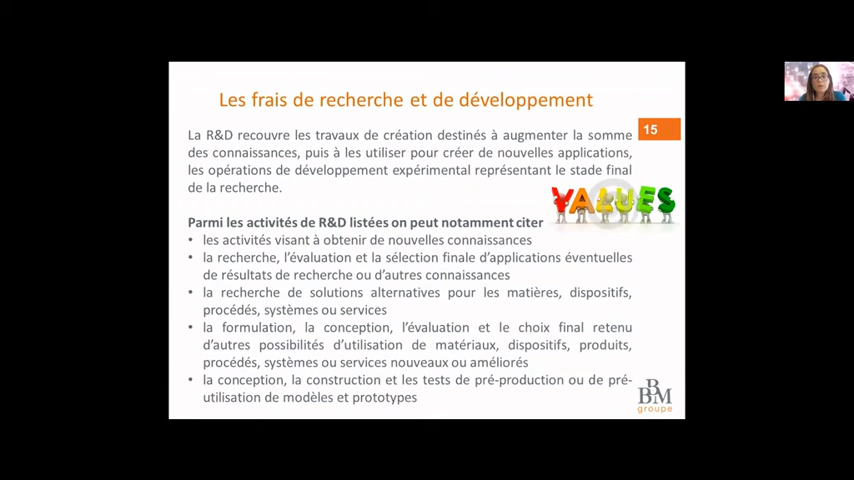 Les frais de recherche et de développement
15
La R&D recouvre les travaux de création destinés à augmenter la somme
des connaissances, puis à les utiliser pour créer de nouvelles applications,
les opérations de développement expérimental représentant le stade final
de la recherche.
VALUES
Parmi les activités de R&D listées on peut notamment citer
• les activités visant à obtenir de nouvelles connaissances
• la recherche, l'évaluation et la sélection finale d'applications éventuelles
de résultats de recherche ou d'autres connaissances
• la recherche de solutions alternatives pour les matières, dispositifs,
procédés, systèmes ou services
• la formulation, la conception, l'évaluation et le choix final retenu
d'autres possibilités d'utilisation de matériaux, dispositifs, produits,
procédés, systèmes ou services nouveaux ou améliorés
• la conception, la construction et les tests de pré-production ou de pré-
utilisation de modèles et prototypes
BBM
groupe